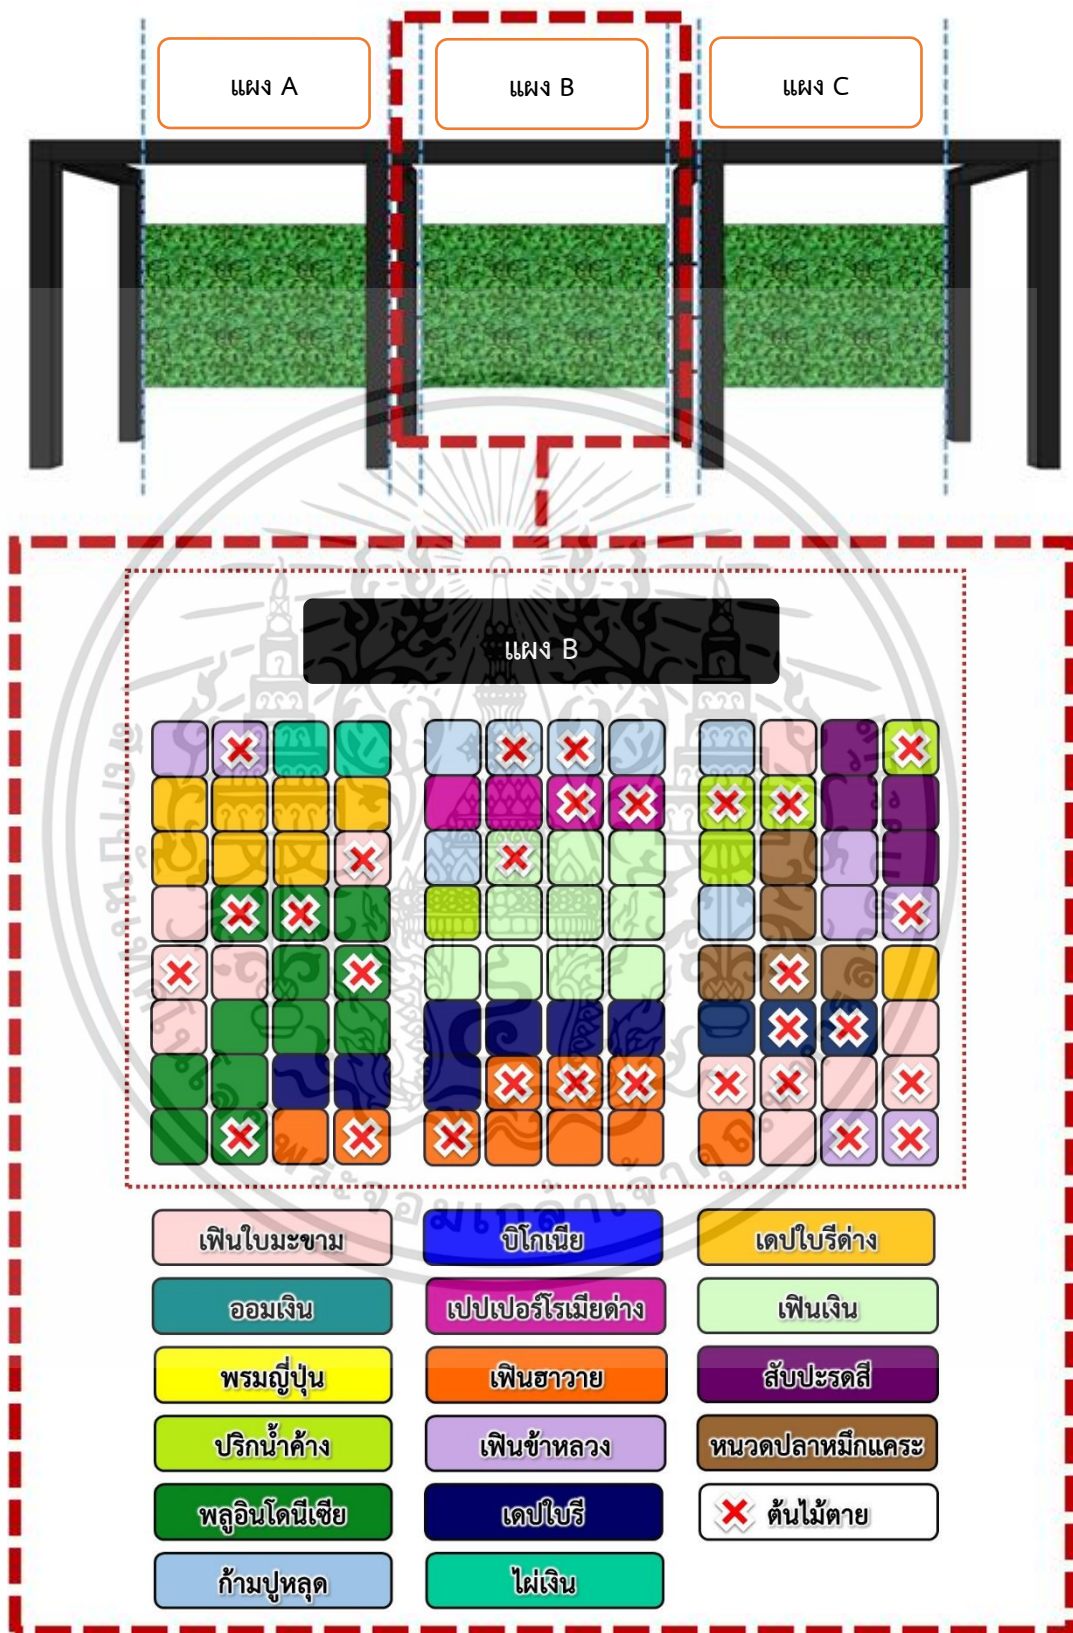 แผง A
แผง B
แผง C
แผง B
เฟินใบมะขาม
บิโกเนีย
เดปใบรีด่าง
ออมเงิน
เปปเปอร์โรเมียด่าง
เฟินเงิน
พรมญี่ปุ่น
เฟินฮาวาย
สับปะรดสี
ปริกน้ำค้าง
เฟินข้าหลวง
หนวดปลาหมึกแคระ
พลูอินโดนีเซีย
เดปใบรี
ต้นไม้ตาย
ก้ามปูหลุด
ไผ่เงิน